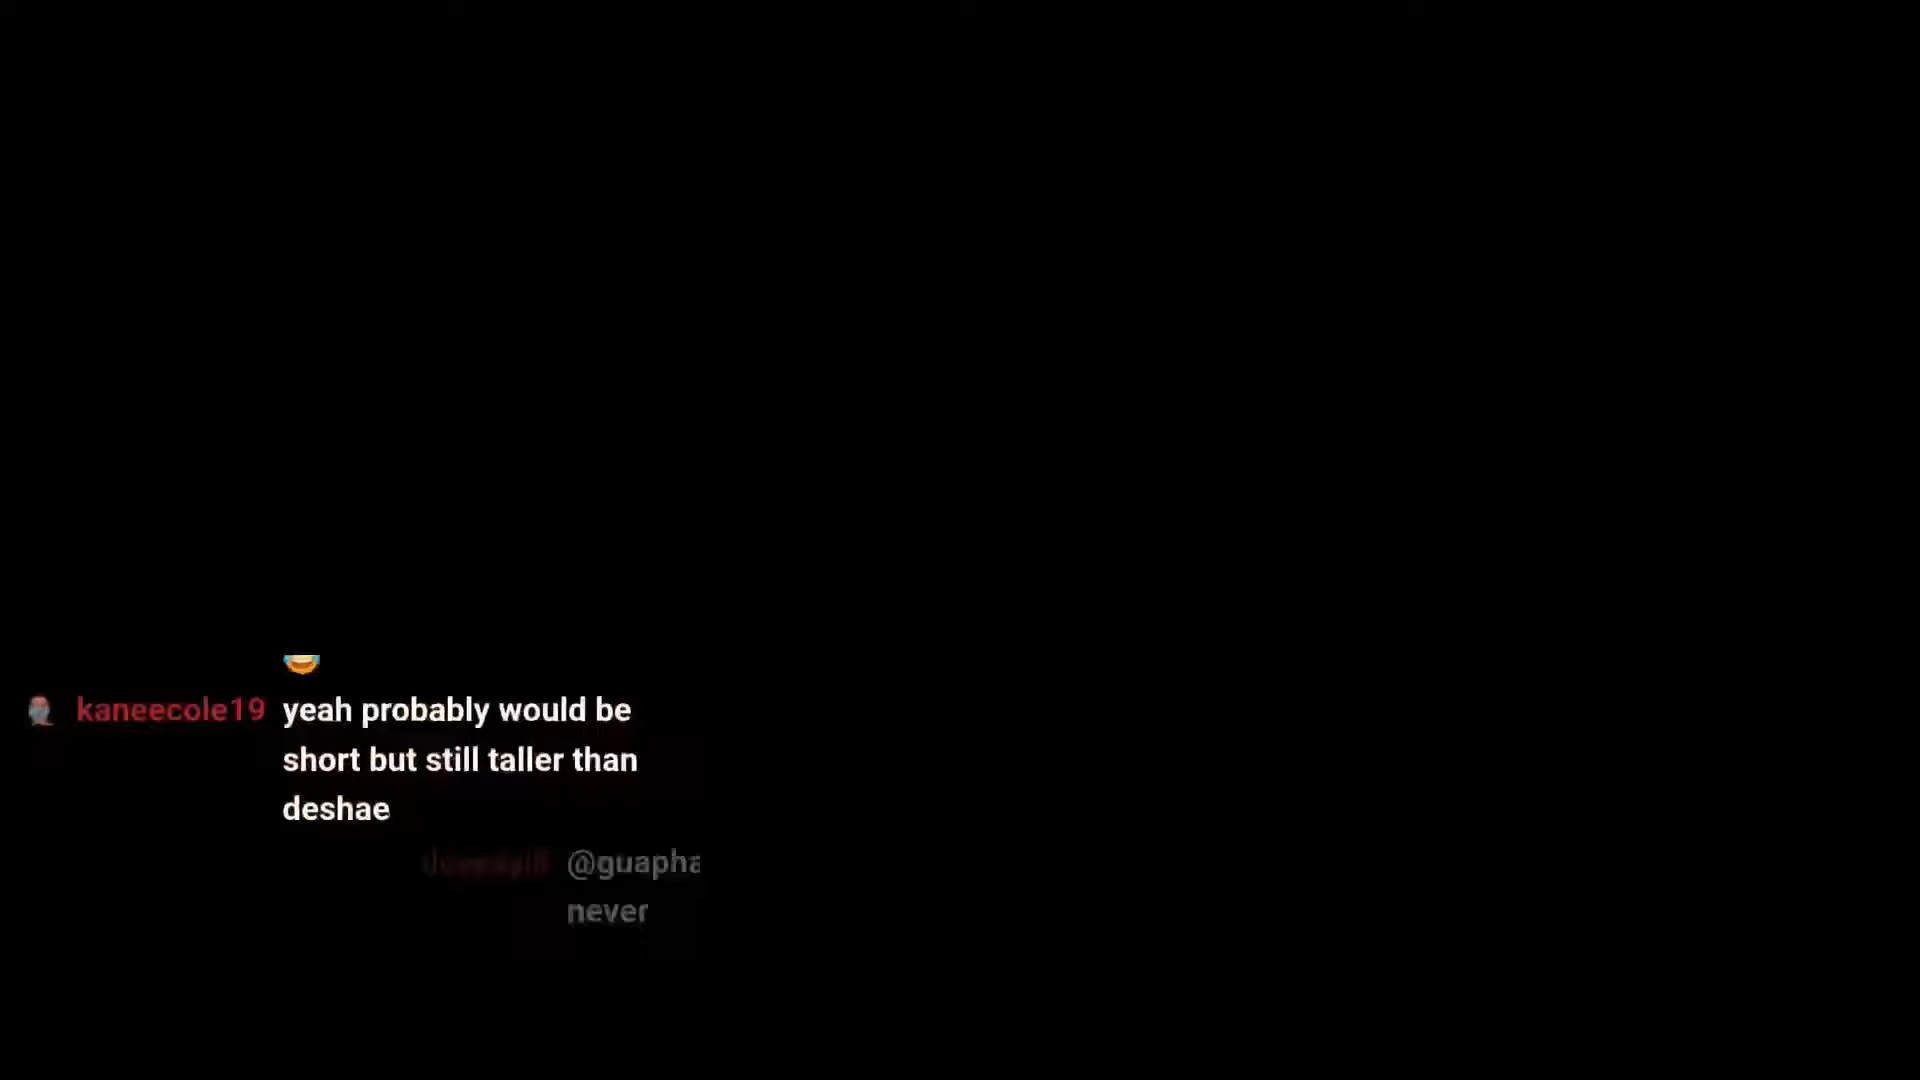 kaneecole19 yeah probably would be
short but still taller than
deshae
@guapha
never